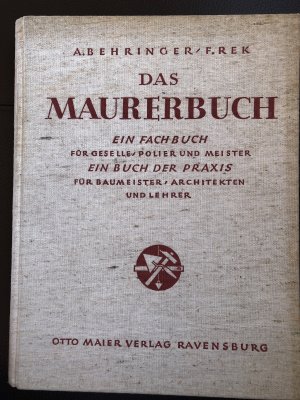 A. BEHRINGER / F. REK
DAS
MAURERBUCH
EIN FACHBUCH
FÜR GESELLE / POLIER UND MEISTER
EIN BUCH DER PRAXIS
FÜR BAUMEISTER / ARCHITEKTEN
UND LEHRER
OTTO MAIER VERLAG RAVENSBURG